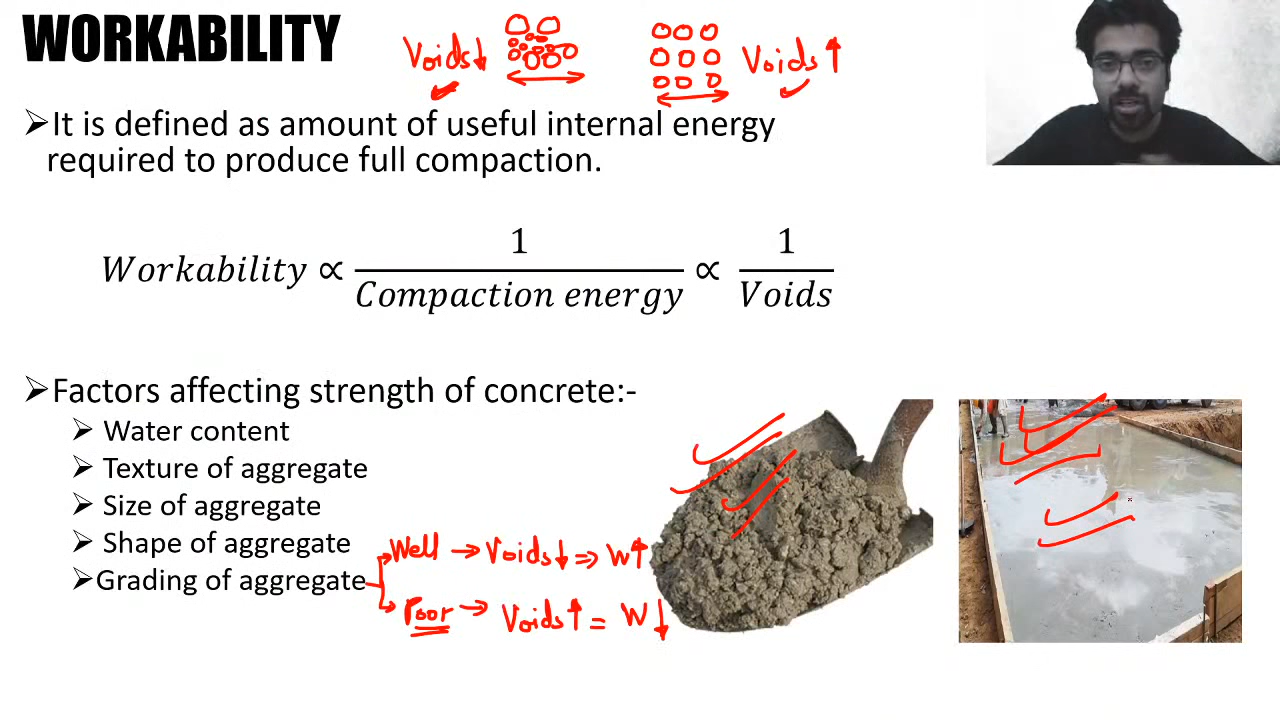 WORKABILITY
Voids↓
Voids↑
➢It is defined as amount of useful internal energy
required to produce full compaction.
Workability ∝ 1/Compaction energy ∝ 1/Voids
➢Factors affecting strength of concrete:-
➢ Water content
➢ Texture of aggregate
➢ Size of aggregate
➢ Shape of aggregate
➢Grading of aggregate
Well → Voids↓ ⇒ W↑
Poor → Voids↑ = W↓